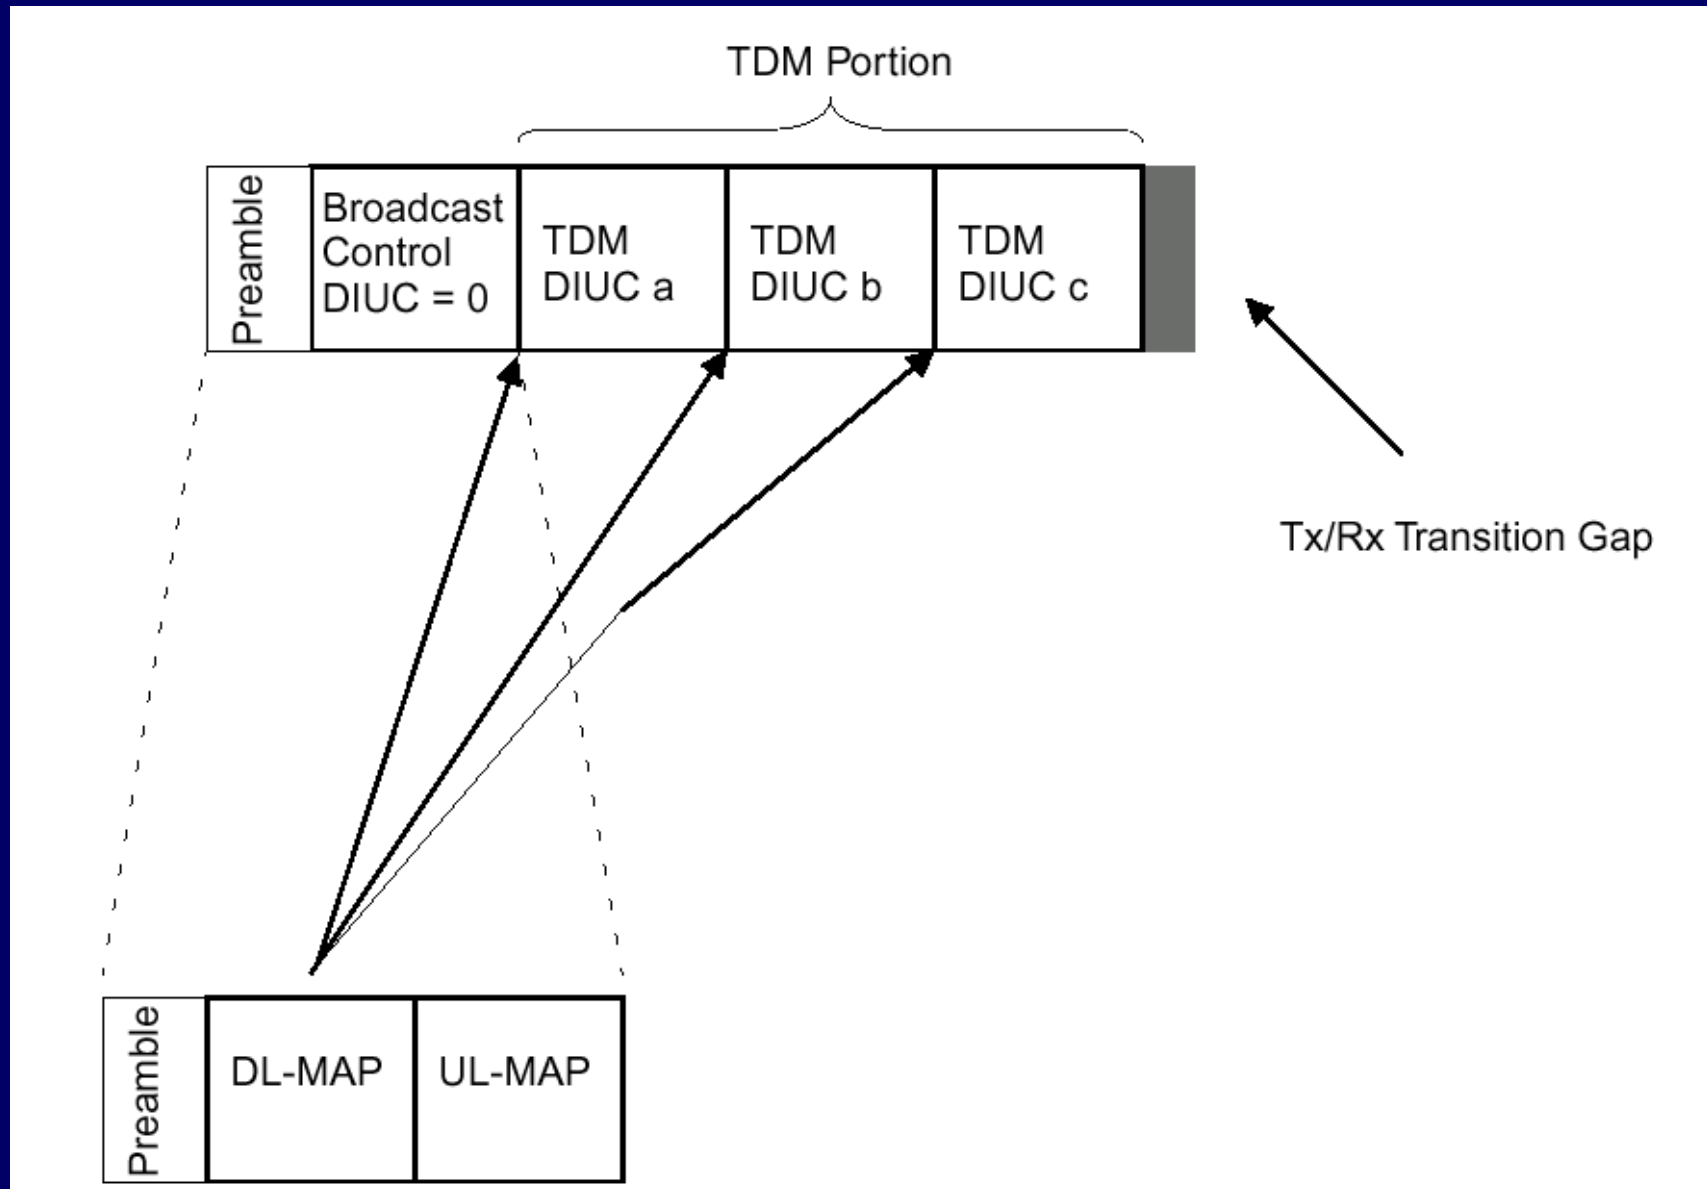 TDM Portion
Preamble
Broadcast
Control
DIUC = 0
TDM
DIUC a
TDM
DIUC b
TDM
DIUC c
Tx/Rx Transition Gap
Preamble
DL-MAP
UL-MAP